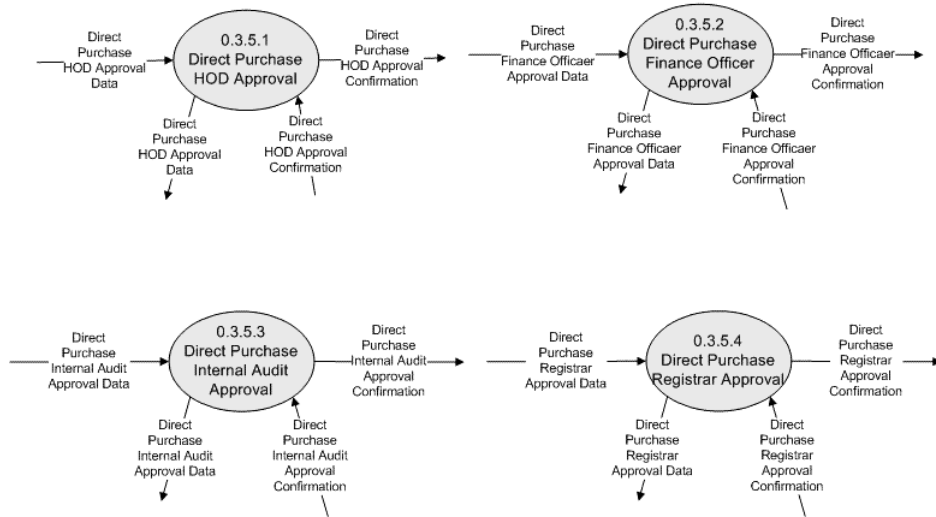 Direct
Purchase
HOD Approval
Data
0.3.5.1
Direct Purchase
HOD Approval
Direct
Purchase
HOD Approval
Confirmation
Direct
Purchase
HOD Approval
Data
Direct
Purchase
HOD Approval
Confirmation
Direct
Purchase
Finance Officaer
Approval Data
0.3.5.2
Direct Purchase
Finance Officer
Approval
Direct
Purchase
Finance Officaer
Approval
Confirmation
Direct
Purchase
Finance Officaer
Approval Data
Direct
Purchase
Finance Officaer
Approval
Confirmation
Direct
Purchase
Internal Audit
Approval Data
0.3.5.3
Direct Purchase
Internal Audit
Approval
Direct
Purchase
Internal Audit
Approval
Confirmation
Direct
Purchase
Internal Audit
Approval Data
Direct
Purchase
Internal Audit
Approval
Confirmation
Direct
Purchase
Registrar
Approval Data
0.3.5.4
Direct Purchase
Registrar Approval
Direct
Purchase
Registrar
Approval
Confirmation
Direct
Purchase
Registrar
Approval Data
Direct
Purchase
Registrar
Approval
Confirmation